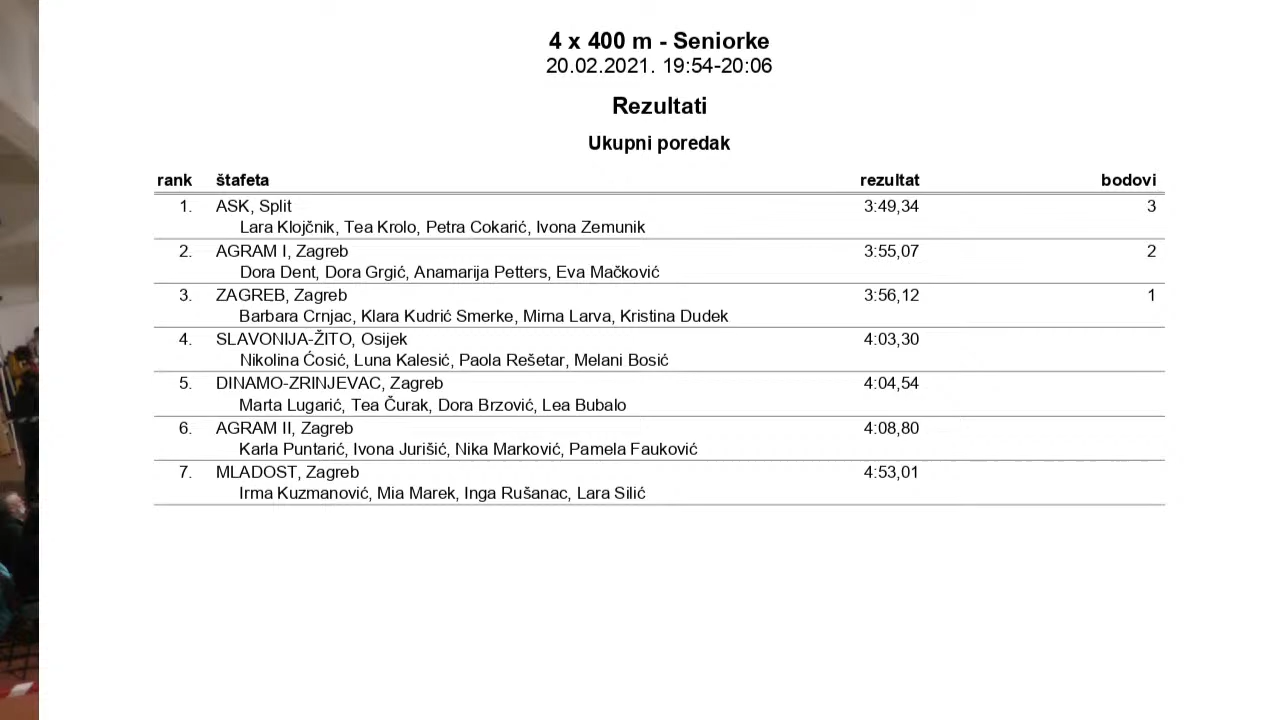 4 x 400 m - Seniorke
20.02.2021. 19:54-20:06
Rezultati
Ukupni poredak
rank štafeta rezultat bodovi
1. ASK, Split 3:49,34 3
Lara Klojčnik, Tea Krolo, Petra Cokarić, Ivona Zemunik
2. AGRAM I, Zagreb 3:55,07 2
Dora Dent, Dora Grgić, Anamarija Petters, Eva Mačković
3. ZAGREB, Zagreb 3:56,12 1
Barbara Crnjac, Klara Kudrić Smerke, Mirna Larva, Kristina Dudek
4. SLAVONIJA-ŽITO, Osijek 4:03,30
Nikolina Ćosić, Luna Kalesić, Paola Rešetar, Melani Bosić
5. DINAMO-ZRINJEVAC, Zagreb 4:04,54
Marta Lugarić, Tea Čurak, Dora Brzović, Lea Bubalo
6. AGRAM II, Zagreb 4:08,80
Karla Puntarić, Ivona Jurišić, Nika Marković, Pamela Fauković
7. MLADOST, Zagreb 4:53,01
Irma Kuzmanović, Mia Marek, Inga Rušanac, Lara Silić